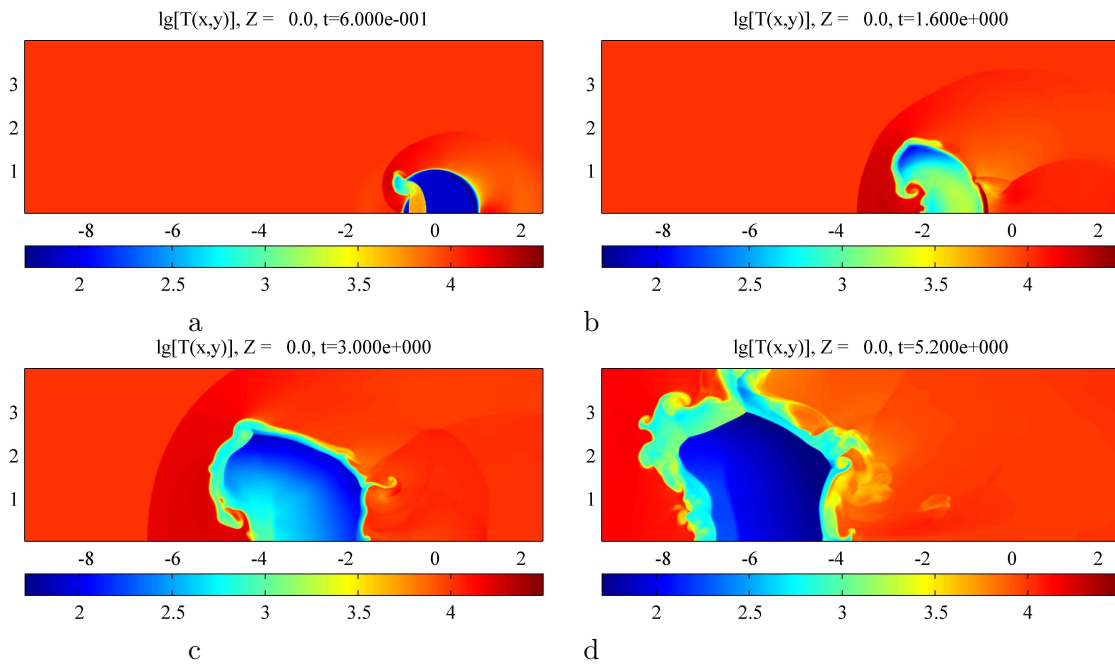 lg[T(x,y)], Z = 0.0, t=6.000e-001
3
2
1
-8 -6 -4 -2 0 2
2 2.5 3 3.5 4
a
lg[T(x,y)], Z = 0.0, t=1.600e+000
3
2
1
-8 -6 -4 -2 0 2
2 2.5 3 3.5 4
b
lg[T(x,y)], Z = 0.0, t=3.000e+000
3
2
1
-8 -6 -4 -2 0 2
2 2.5 3 3.5 4
c
lg[T(x,y)], Z = 0.0, t=5.200e+000
3
2
1
-8 -6 -4 -2 0 2
2 2.5 3 3.5 4
d